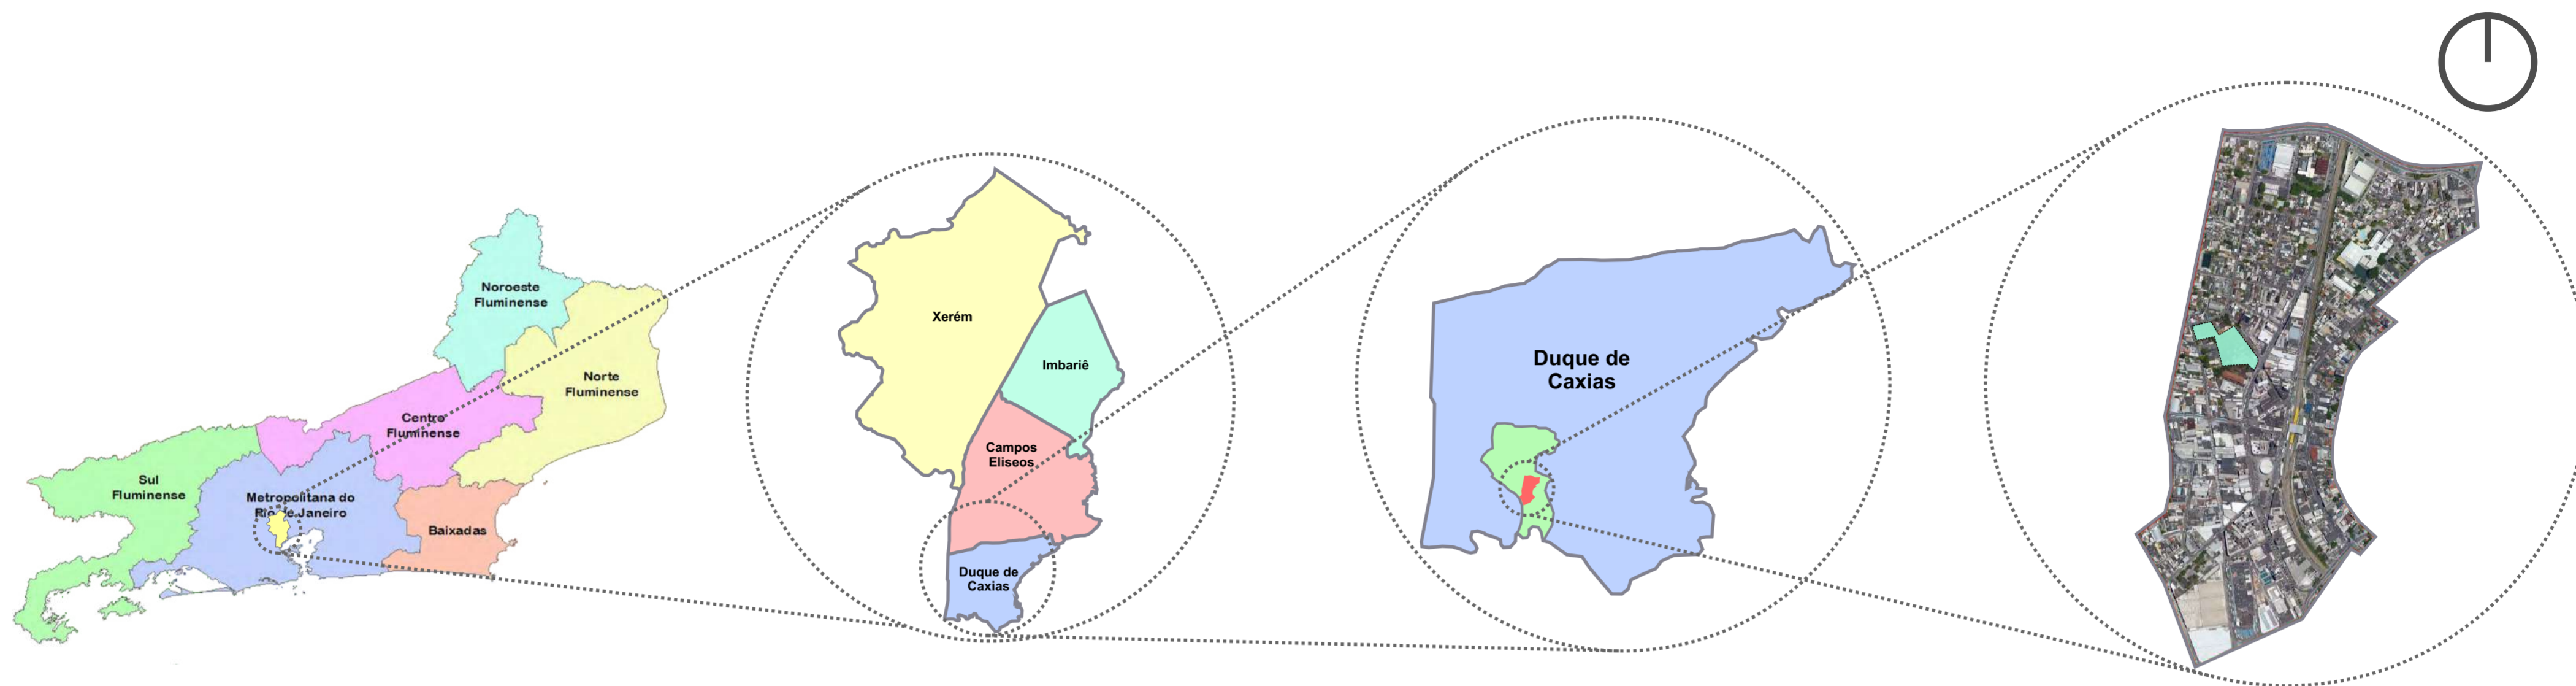 Noroeste
Fluminense
Norte
Fluminense
Centro
Fluminense
Sul
Fluminense
Metropolitana do
Rio de Janeiro
Baixadas
Xerém
Imbariê
Campos
Eliseos
Duque de
Caxias
Duque de
Caxias